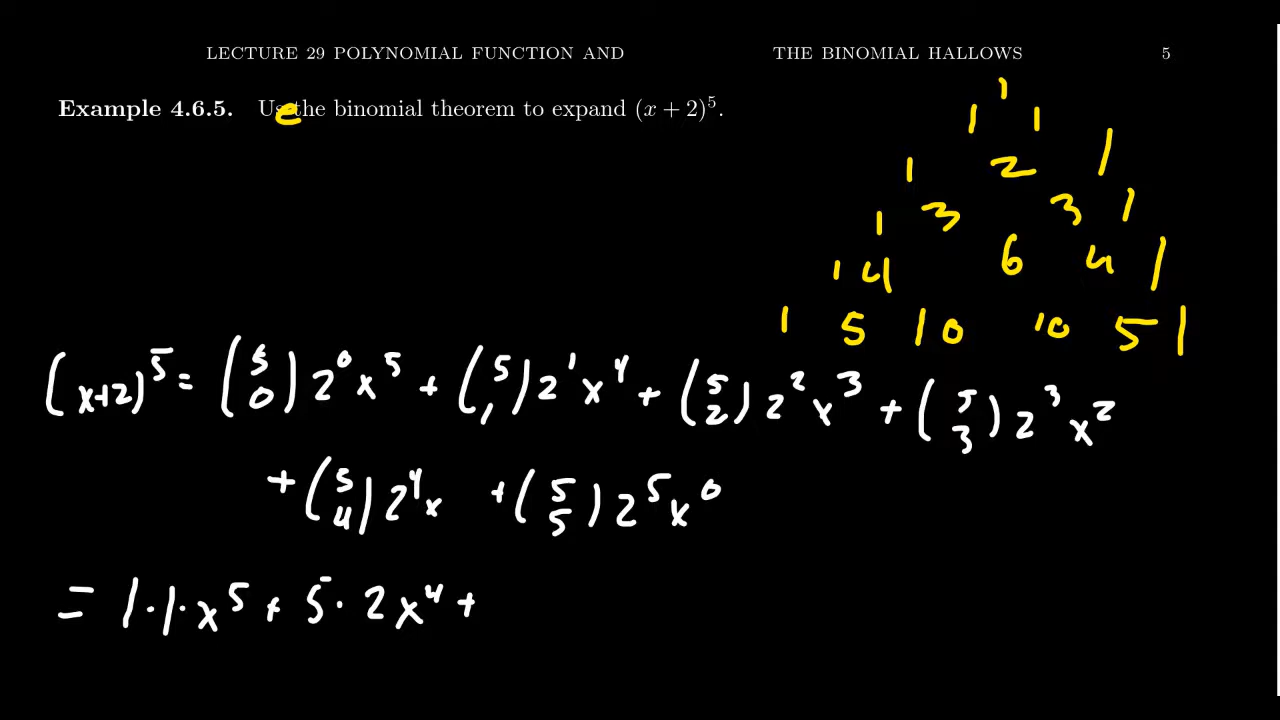 LECTURE 29 POLYNOMIAL FUNCTION AND THE BINOMIAL HALLOWS 5
Example 4.6.5. Use the binomial theorem to expand (x + 2)^5.
1
1 1
1 2 1
1 3 3 1
1 4 6 4 1
1 5 10 10 5 1
(x+2)^5 = (5 0) 2^0 x^5 + (5 1) 2^1 x^4 + (5 2) 2^2 x^3 + (5 3) 2^3 x^2
+ (5 4) 2^4 x + (5 5) 2^5 x^0
= 1·1·x^5 + 5·2x^4 +